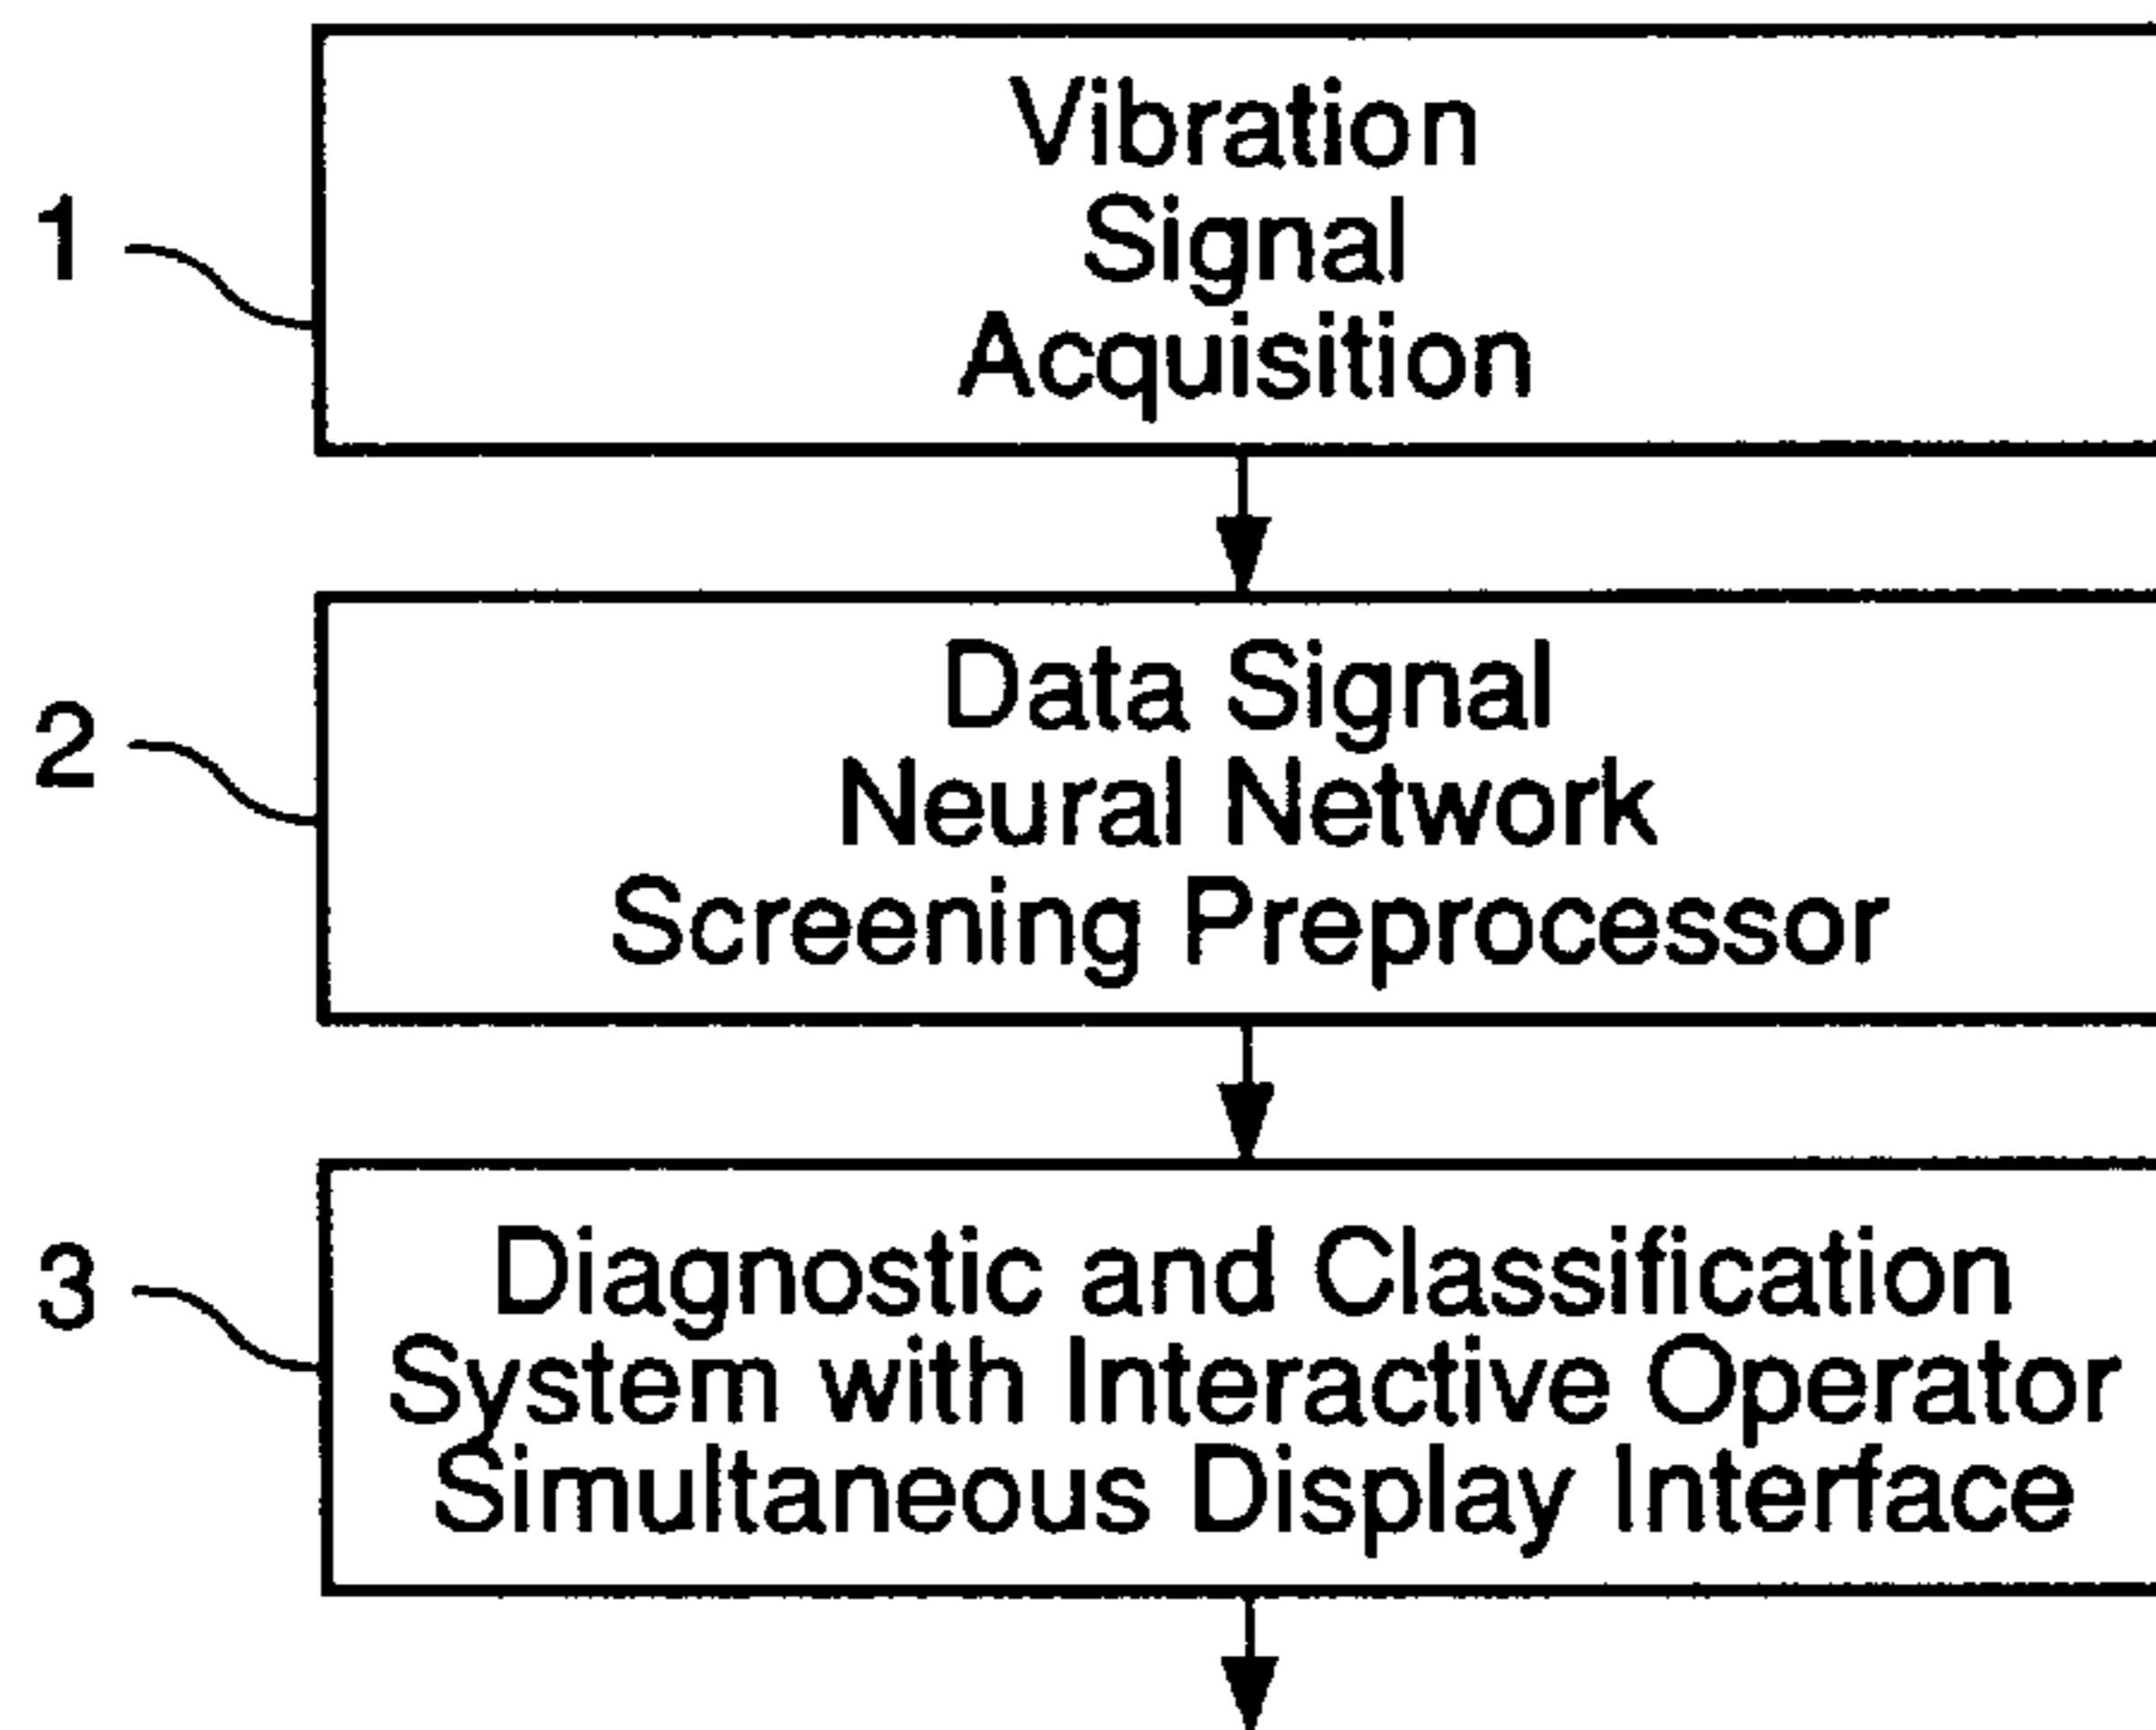 1
Vibration
Signal
Acquisition
2
Data Signal
Neural Network
Screening Preprocessor
3
Diagnostic and Classification
System with Interactive Operator
Simultaneous Display Interface